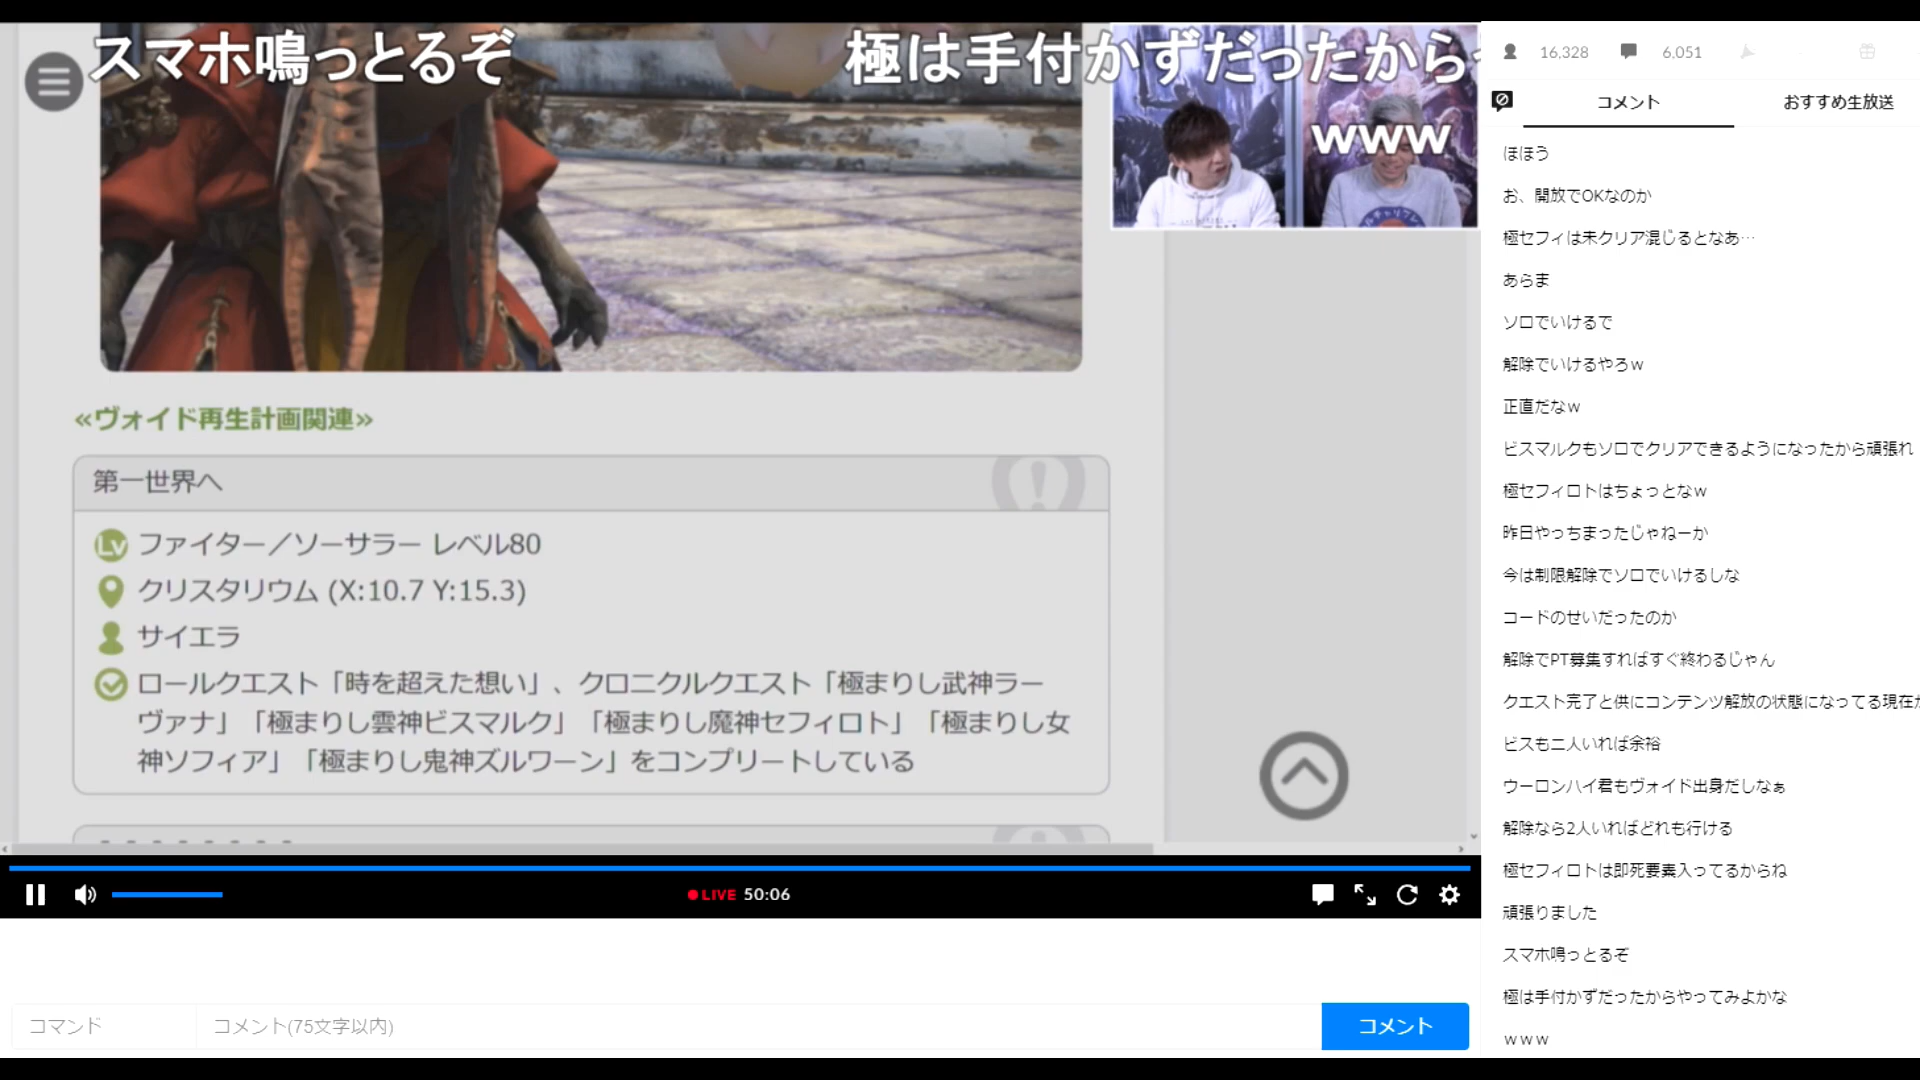 スマホ鳴っとるぞ
極は手付かずだったから
www
«ヴォイド再生計画関連»
第一世界へ
Lv ファイター／ソーサラー レベル80
クリスタリウム (X:10.7 Y:15.3)
サイエラ
ロールクエスト「時を超えた想い」、クロニクルクエスト「極まりし武神ラー
ヴァナ」「極まりし雲神ビスマルク」「極まりし魔神セフィロト」「極まりし女
神ソフィア」「極まりし鬼神ズルワーン」をコンプリートしている
LIVE 50:06
コマンド
コメント(75文字以内)
コメント
16,328
6,051
コメント
おすすめ生放送
ほほう
お、開放でOKなのか
極セフィは未クリア混じるとなあ…
あらま
ソロでいけるで
解除でいけるやろw
正直だなw
ビスマルクもソロでクリアできるようになったから頑張れ
極セフィロトはちょっとなw
昨日やっちまったじゃねーか
今は制限解除でソロでいけるしな
コードのせいだったのか
解除でPT募集すればすぐ終わるじゃん
クエスト完了と供にコンテンツ解放の状態になってる現在
ビスも二人いれば余裕
ウーロンハイ君もヴォイド出身だしなぁ
解除なら2人いればどれも行ける
極セフィロトは即死要素入ってるからね
頑張りました
スマホ鳴っとるぞ
極は手付かずだったからやってみよかな
www